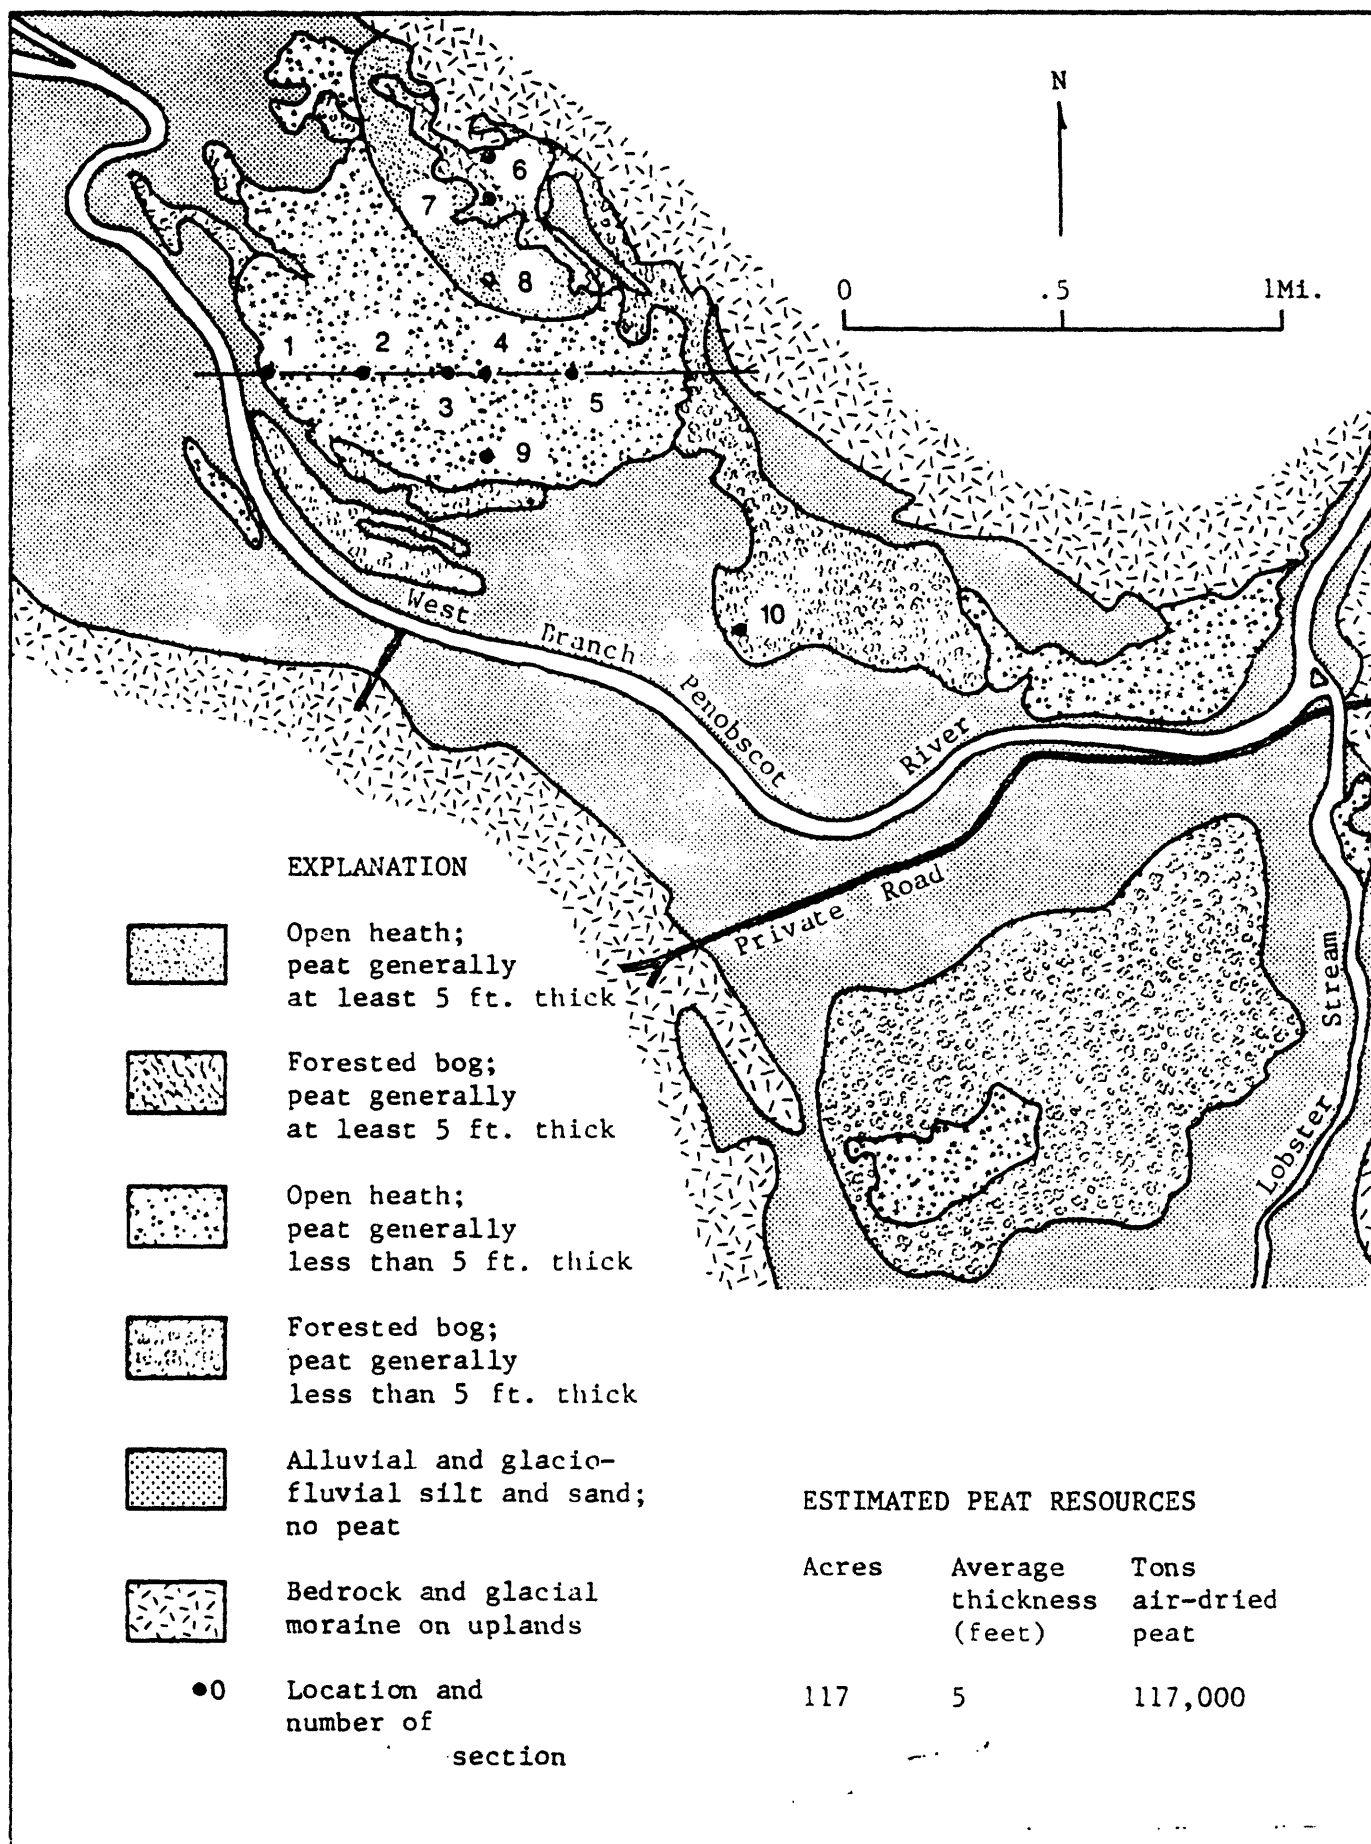 N
0 .5 1Mi.
6
7
8
1 2 4
3 5
9
10
West Branch Penobscot River
Private Road
Lobster Stream
EXPLANATION
Open heath;
peat generally
at least 5 ft. thick
Forested bog;
peat generally
at least 5 ft. thick
Open heath;
peat generally
less than 5 ft. thick
Forested bog;
peat generally
less than 5 ft. thick
Alluvial and glacio-
fluvial silt and sand;
no peat
Bedrock and glacial
moraine on uplands
●0 Location and
number of
section
ESTIMATED PEAT RESOURCES
Acres Average Tons
thickness air-dried
(feet) peat
117 5 117,000